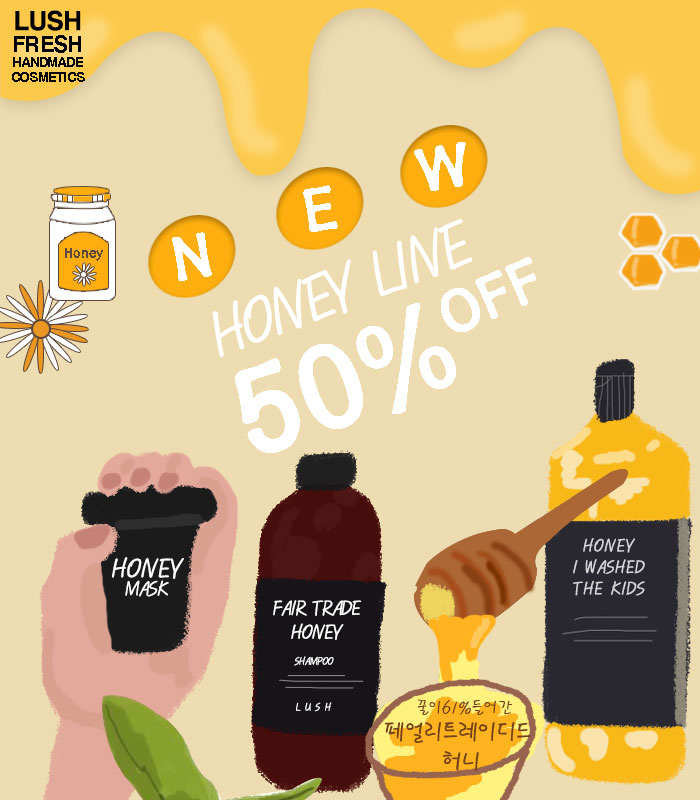 LUSH
FRESH
HANDMADE
COSMETICS
NEW
HONEY LINE
50% OFF
Honey
HONEY
MASK
FAIR TRADE
HONEY
SHAMPOO
LUSH
HONEY
I WASHED
THE KIDS
꿀이61%들어간
페얼리트레이디드
허니